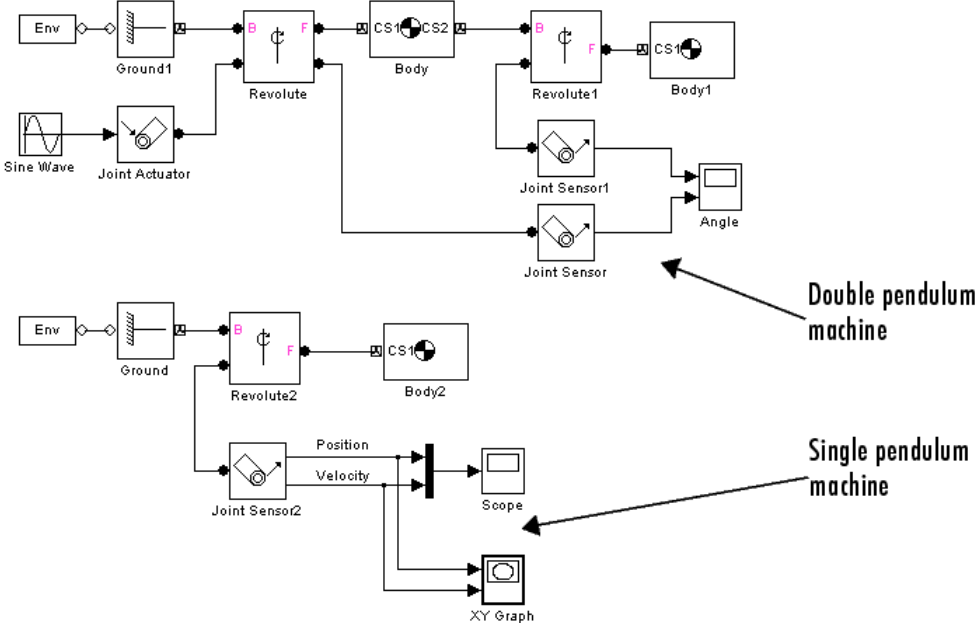 Env
B
F
CS1 CS2
B
F
CS1
Ground1
Revolute
Body
Revolute1
Body1
Sine Wave
Joint Actuator
Joint Sensor1
Angle
Joint Sensor
Double pendulum
machine
Env
B
F
CS1
Ground
Revolute2
Body2
Position
Velocity
Joint Sensor2
Scope
Single pendulum
machine
XY Graph